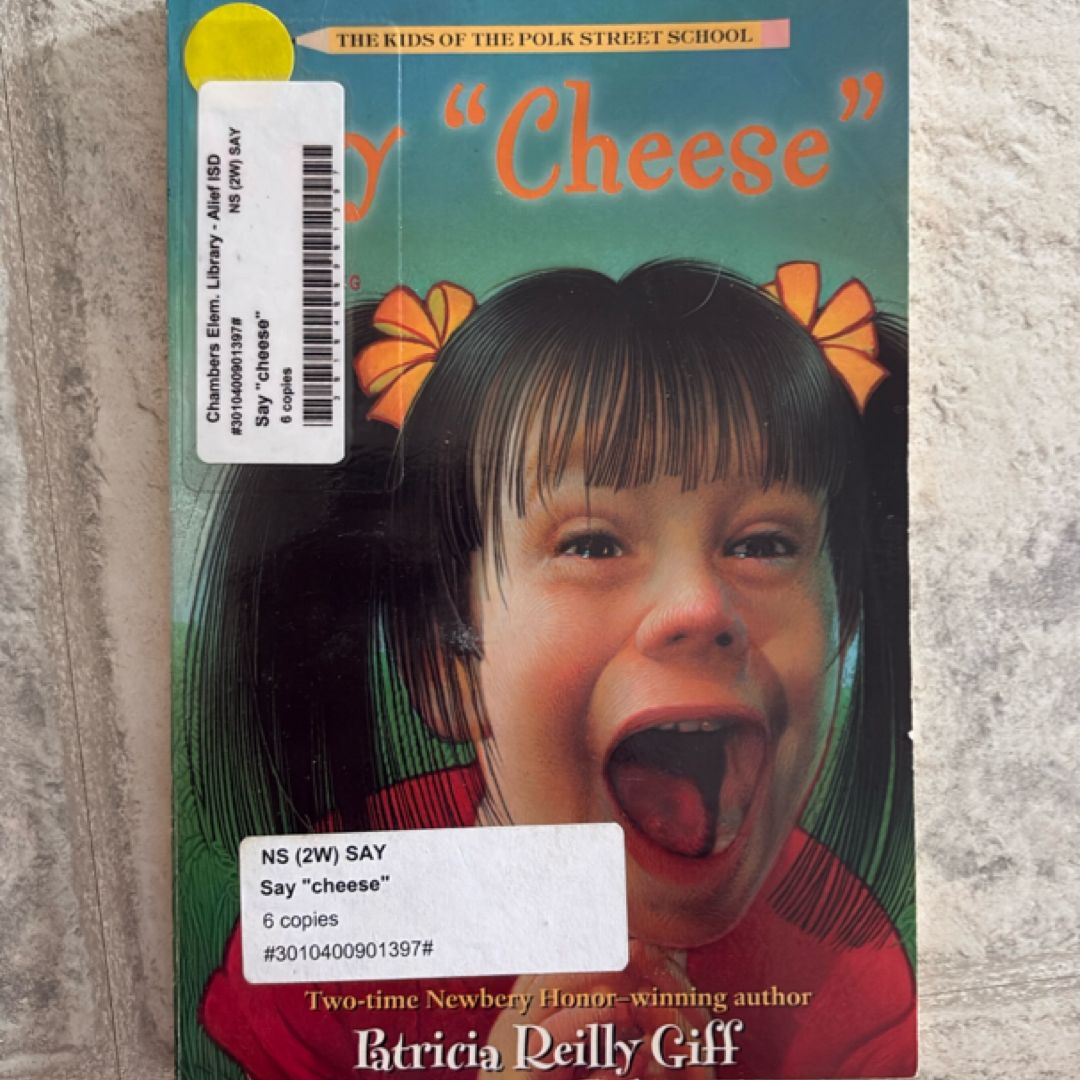 THE KIDS OF THE POLK STREET SCHOOL
"Cheese"
Chambers Elem. Library - Alief ISD
#3010400901397# NS (2W) SAY
Say "cheese"
6 copies
NS (2W) SAY
Say "cheese"
6 copies
#3010400901397#
Two-time Newbery Honor–winning author
Patricia Reilly Giff